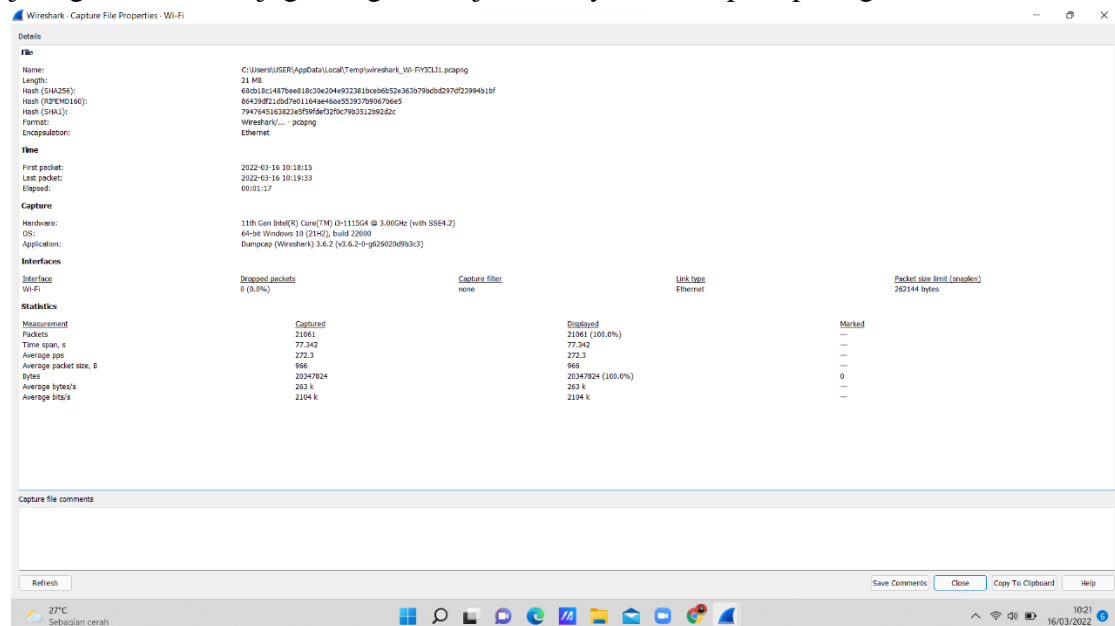 Wireshark · Capture File Properties · Wi-Fi
Details
File
Name: C:\Users\USER\AppData\Local\Temp\wireshark_Wi-FiYICLJ1.pcapng
Length: 21 MB
Hash (SHA256): 68cb18c1487bee818c30e204e932381bceb6b52e363b79bdbd297df23994b1bf
Hash (RIPEMD160): 86439df21dbd7e01164ae46ae553937b9067b6e5
Hash (SHA1): 7947645163823e5f59fdef32f0c79b3512b92d2c
Format: Wireshark/... - pcapng
Encapsulation: Ethernet
Time
First packet: 2022-03-16 10:18:15
Last packet: 2022-03-16 10:19:33
Elapsed: 00:01:17
Capture
Hardware: 11th Gen Intel(R) Core(TM) i3-1115G4 @ 3.00GHz (with SSE4.2)
OS: 64-bit Windows 10 (21H2), build 22000
Application: Dumpcap (Wireshark) 3.6.2 (v3.6.2-0-g626020d9b3c3)
Interfaces
Interface Dropped packets Capture filter Link type Packet size limit (snaplen)
Wi-Fi 0 (0.0%) none Ethernet 262144 bytes
Statistics
Measurement Captured Displayed Marked
Packets 21061 21061 (100.0%) —
Time span, s 77.342 77.342 —
Average pps 272.3 272.3 —
Average packet size, B 966 966 —
Bytes 20347824 20347824 (100.0%) 0
Average bytes/s 263 k 263 k —
Average bits/s 2104 k 2104 k —
Capture file comments
Refresh Save Comments Close Copy To Clipboard Help
27°C
Sebagian cerah
10:21
16/03/2022 6